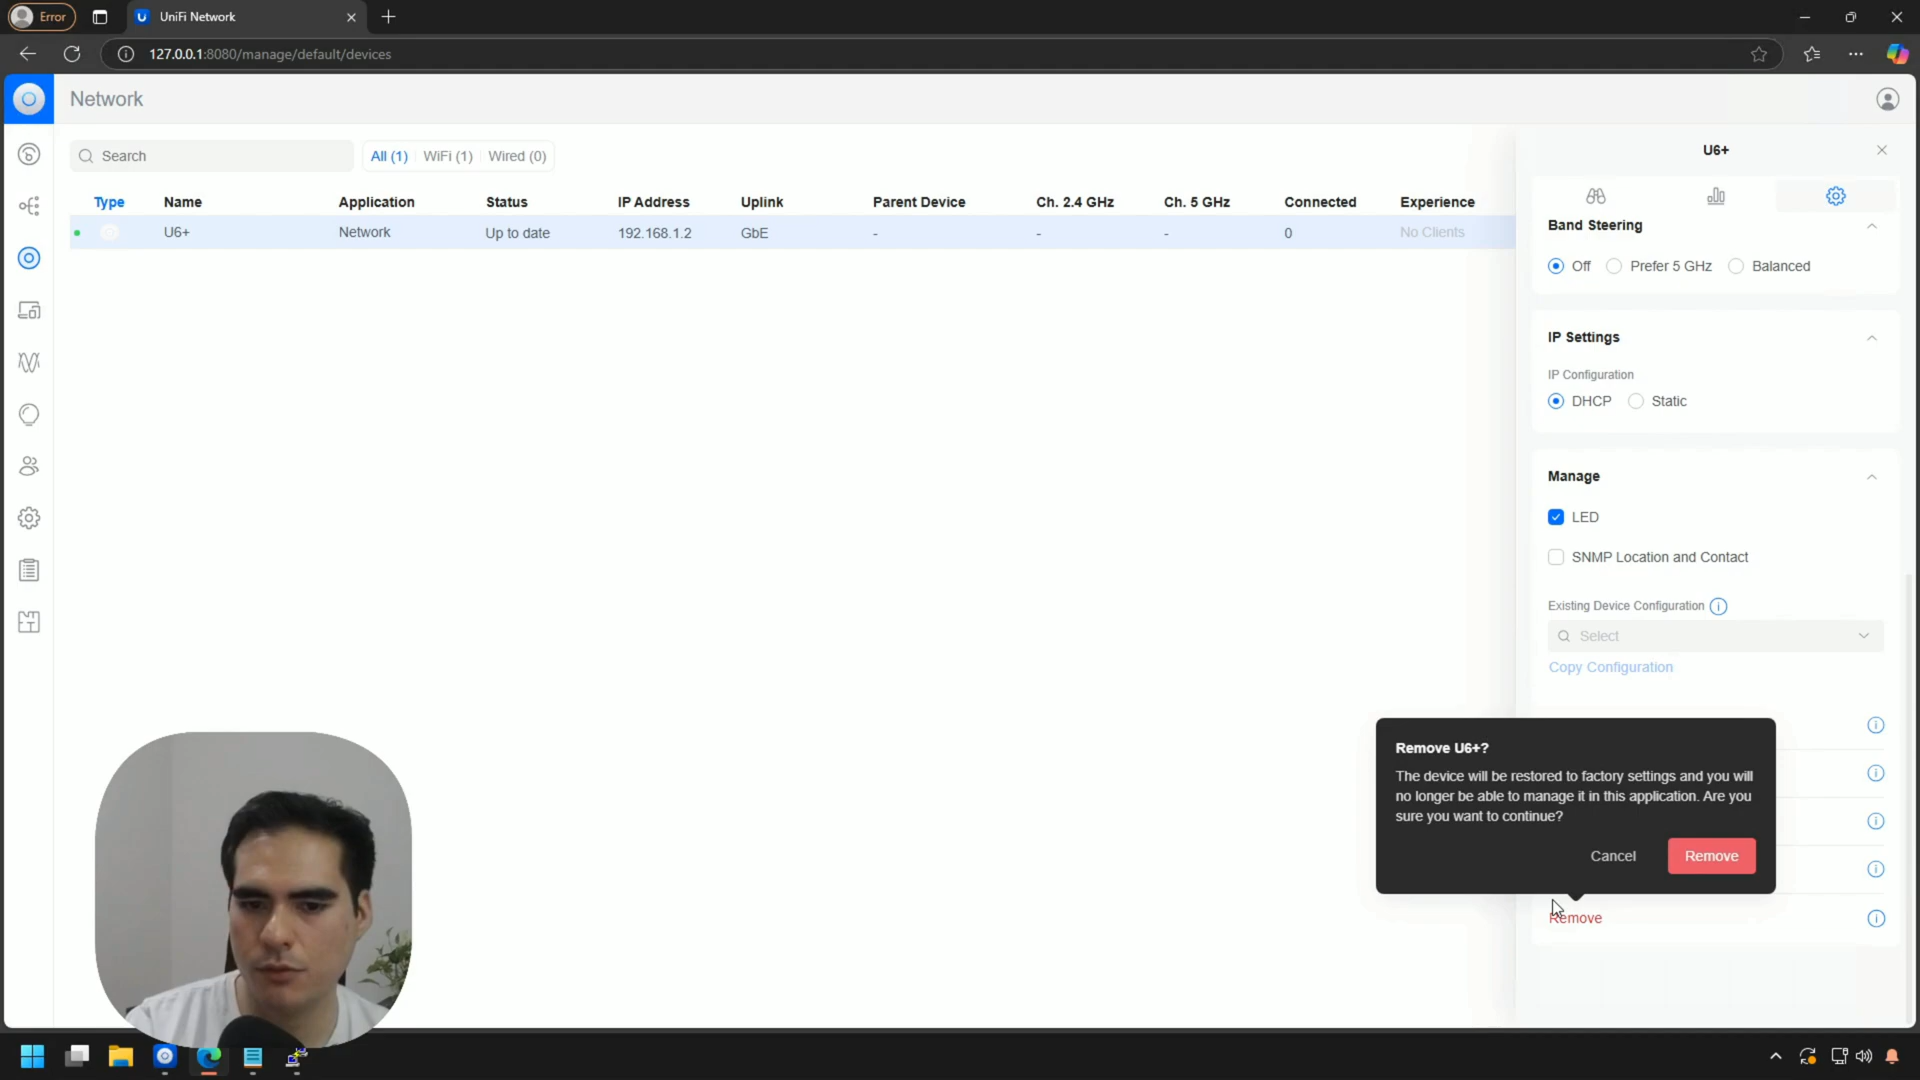 Error
UniFi Network
127.0.0.1:8080/manage/default/devices
Network
Search
All (1)
WiFi (1)
Wired (0)
Type
Name
Application
Status
IP Address
Uplink
Parent Device
Ch. 2.4 GHz
Ch. 5 GHz
Connected
Experience
U6+
Network
Up to date
192.168.1.2
GbE
-
-
-
0
No Clients
U6+
Band Steering
Off
Prefer 5 GHz
Balanced
IP Settings
IP Configuration
DHCP
Static
Manage
LED
SNMP Location and Contact
Existing Device Configuration
Select
Copy Configuration
Remove U6+?
The device will be restored to factory settings and you will
no longer be able to manage it in this application. Are you
sure you want to continue?
Cancel
Remove
Remove